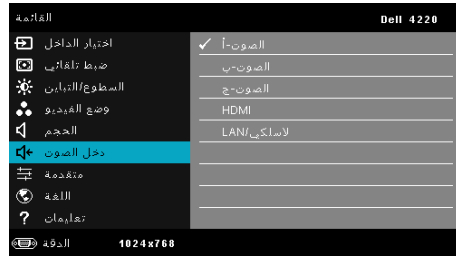 القائمة Dell 4220
اختيار الداخل
ضبط تلقائي
السطوع/التباين
وضع الفيديو
الحجم
دخل الصوت
متقدمة
اللغة
تعليمات
الصوت-أ
الصوت-ب
الصوت-ج
HDMI
لاسلكي/LAN
الدقة 1024x768